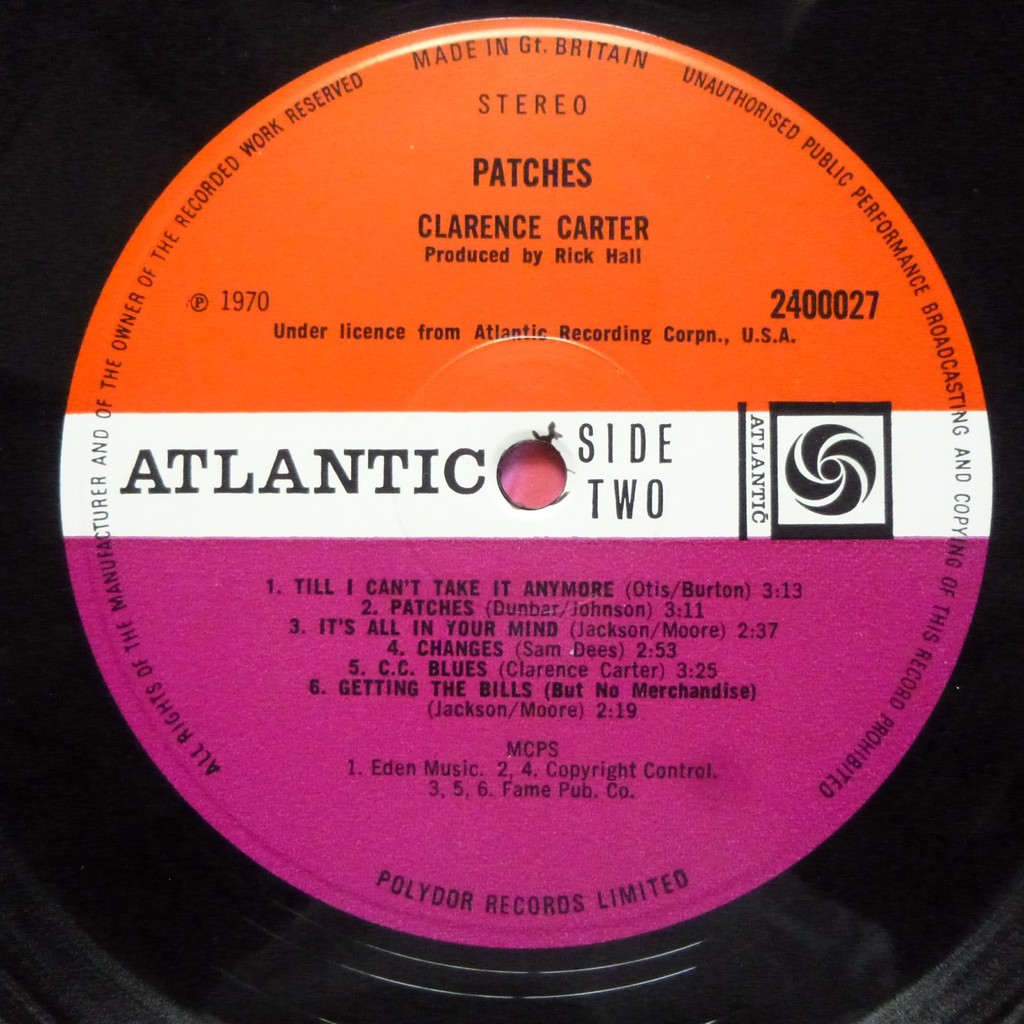 MADE IN Gt. BRITAIN
UNAUTHORISED PUBLIC PERFORMANCE BROADCASTING AND COPYING OF THIS RECORD PROHIBITED
ALL RIGHTS OF THE MANUFACTURER AND OF THE OWNER OF THE RECORDED WORK RESERVED
STEREO
PATCHES
CLARENCE CARTER
Produced by Rick Hall
℗ 1970
2400027
Under licence from Atlantic Recording Corpn., U.S.A.
ATLANTIC
SIDE
TWO
ATLANTIC
1. TILL I CAN'T TAKE IT ANYMORE (Otis/Burton) 3:13
2. PATCHES (Dunbar/Johnson) 3:11
3. IT'S ALL IN YOUR MIND (Jackson/Moore) 2:37
4. CHANGES (Sam Dees) 2:53
5. C.C. BLUES (Clarence Carter) 3:25
6. GETTING THE BILLS (But No Merchandise)
(Jackson/Moore) 2:19
MCPS
1. Eden Music. 2, 4. Copyright Control.
3, 5, 6. Fame Pub. Co.
POLYDOR RECORDS LIMITED